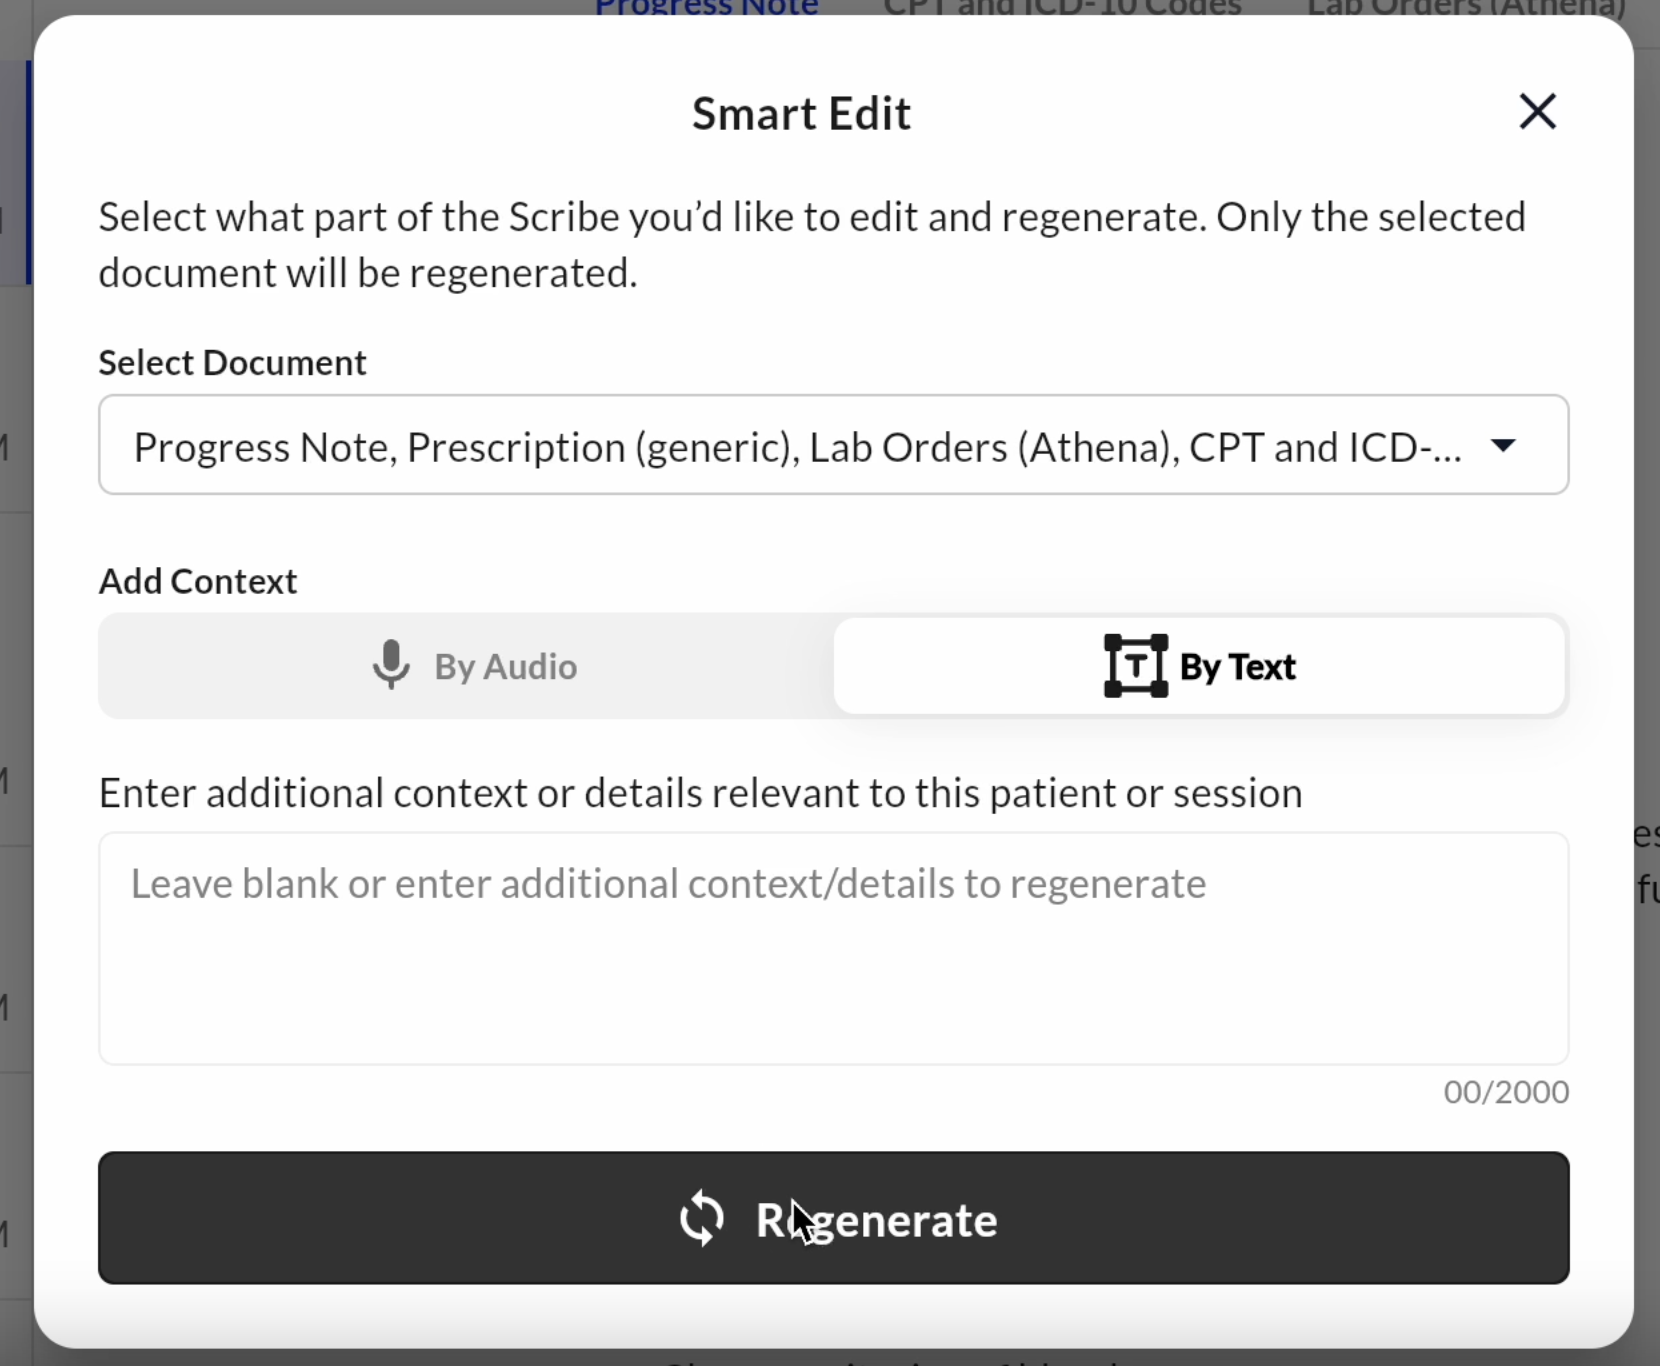 Progress Note CPT and ICD-10 Codes Lab Orders (Athena)
Smart Edit
Select what part of the Scribe you’d like to edit and regenerate. Only the selected
document will be regenerated.
Select Document
Progress Note, Prescription (generic), Lab Orders (Athena), CPT and ICD-...
Add Context
By Audio
T By Text
Enter additional context or details relevant to this patient or session
Leave blank or enter additional context/details to regenerate
00/2000
Regenerate